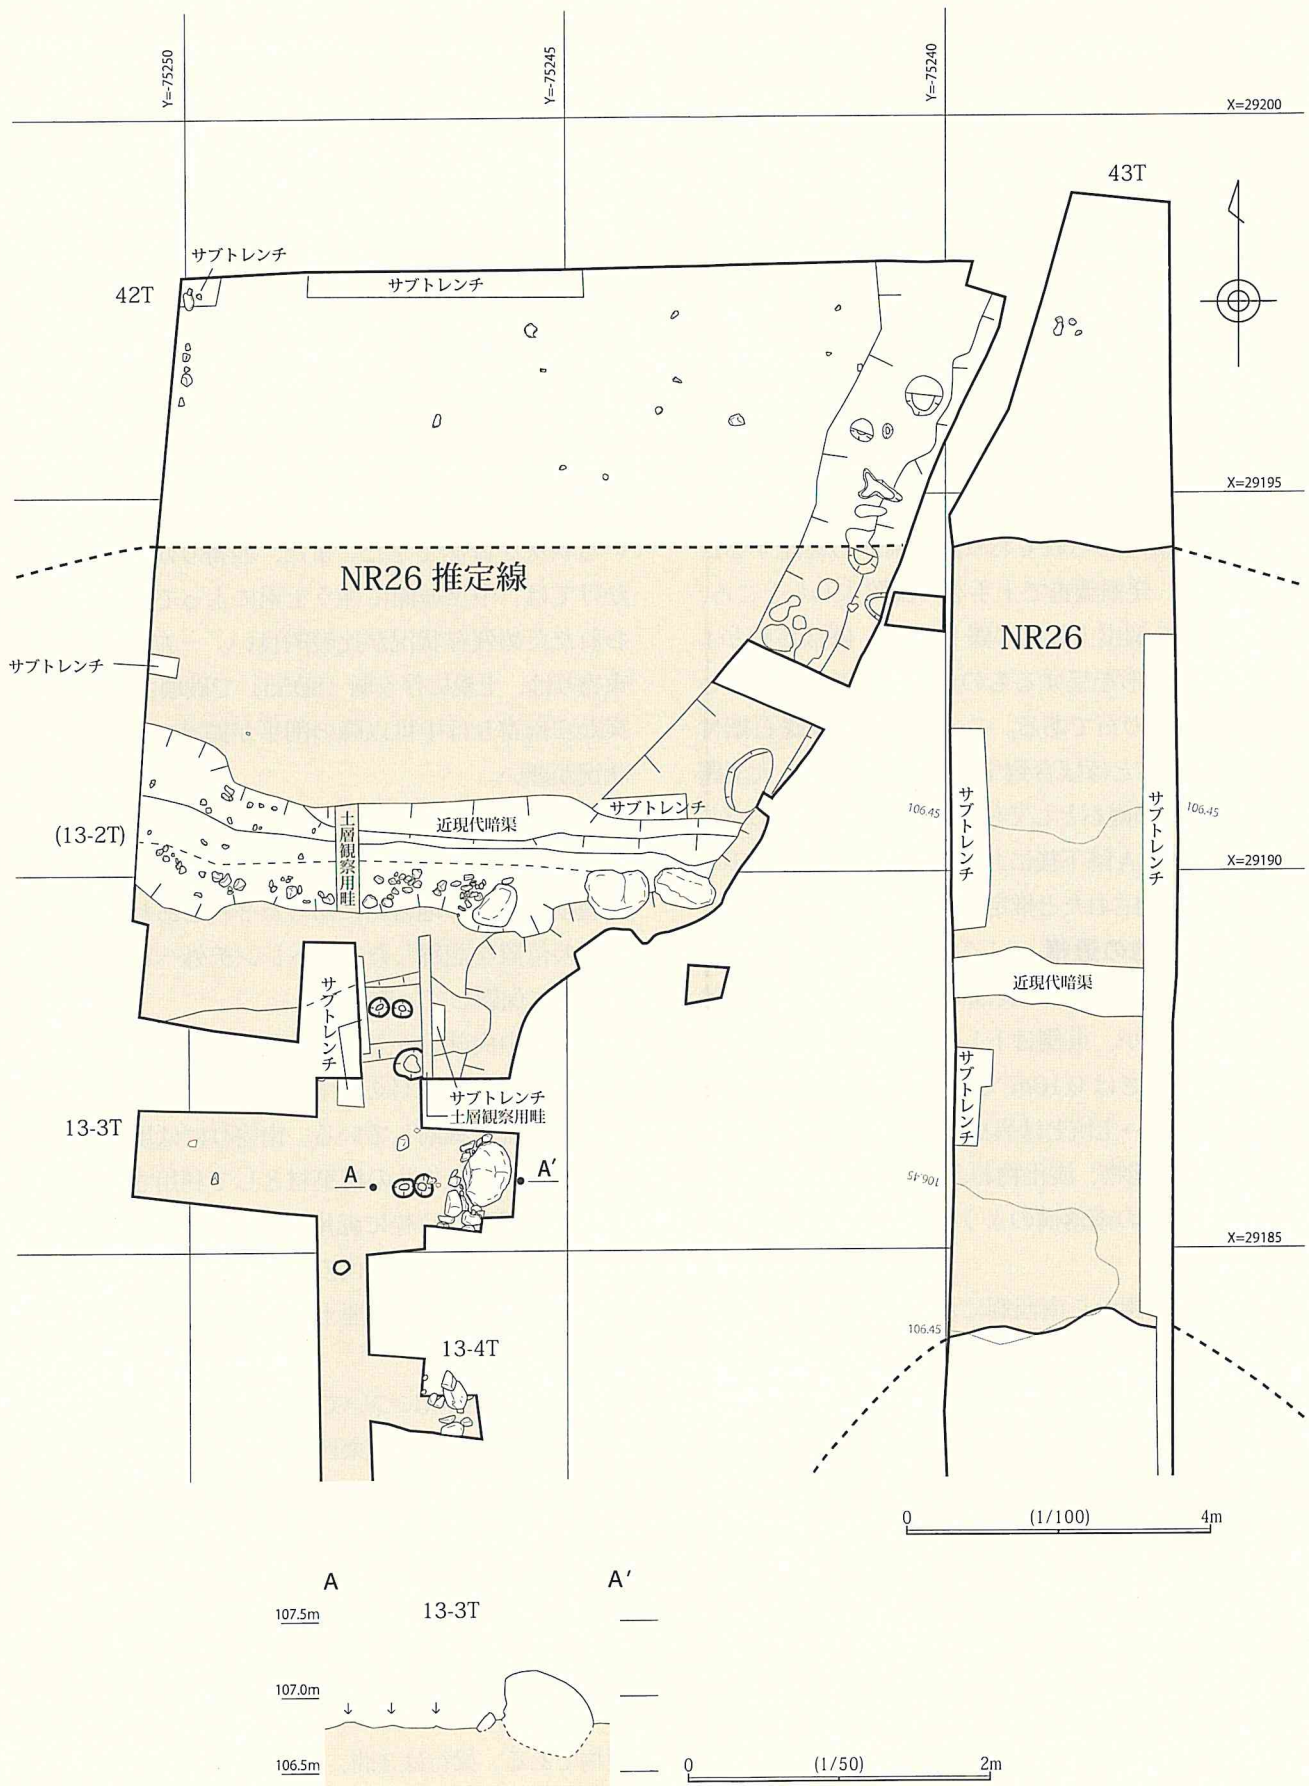 Y=-75250
Y=-75245
Y=-75240
X=29200
43T
サブトレンチ
42T
サブトレンチ
X=29195
NR26 推定線
NR26
サブトレンチ
サブトレンチ
106.45
サブトレンチ
サブトレンチ
106.45
土層観察用畦
近現代暗渠
(13-2T)
X=29190
近現代暗渠
サブトレンチ
サブトレンチ
サブトレンチ
土層観察用畦
13-3T
A
A′
106.45
X=29185
106.45
13-4T
0 (1/100) 4m
A
A′
107.5m
13-3T
107.0m
106.5m
0 (1/50) 2m